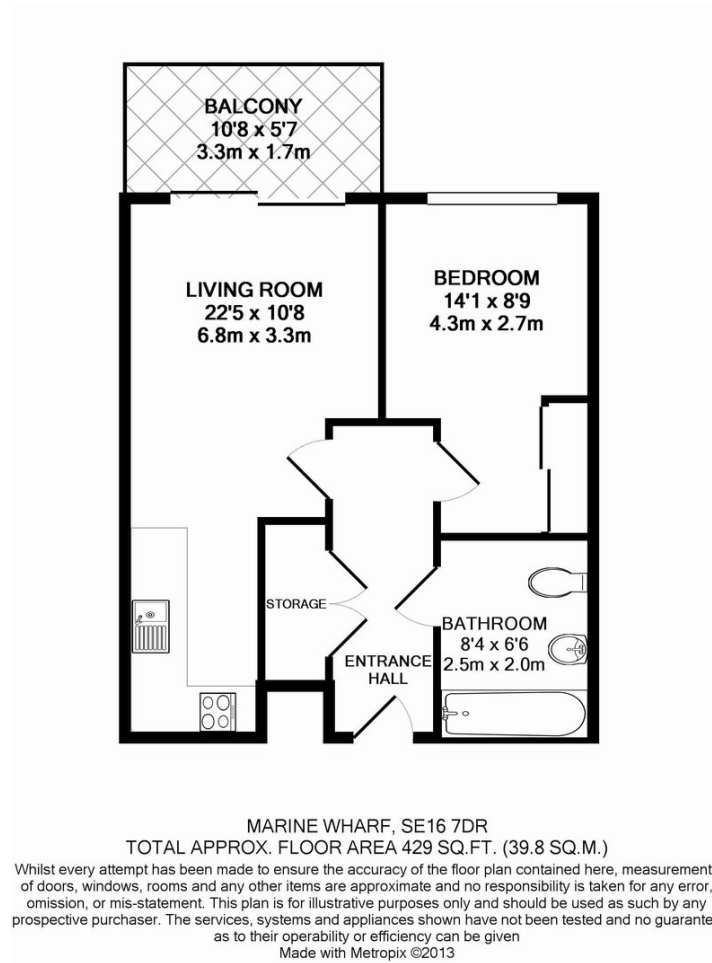 BALCONY
10'8 x 5'7
3.3m x 1.7m
LIVING ROOM
22'5 x 10'8
6.8m x 3.3m
BEDROOM
14'1 x 8'9
4.3m x 2.7m
STORAGE
BATHROOM
8'4 x 6'6
2.5m x 2.0m
ENTRANCE
HALL
MARINE WHARF, SE16 7DR
TOTAL APPROX. FLOOR AREA 429 SQ.FT. (39.8 SQ.M.)
Whilst every attempt has been made to ensure the accuracy of the floor plan contained here, measurement
of doors, windows, rooms and any other items are approximate and no responsibility is taken for any error,
omission, or mis-statement. This plan is for illustrative purposes only and should be used as such by any
prospective purchaser. The services, systems and appliances shown have not been tested and no guarante
as to their operability or efficiency can be given
Made with Metropix ©2013